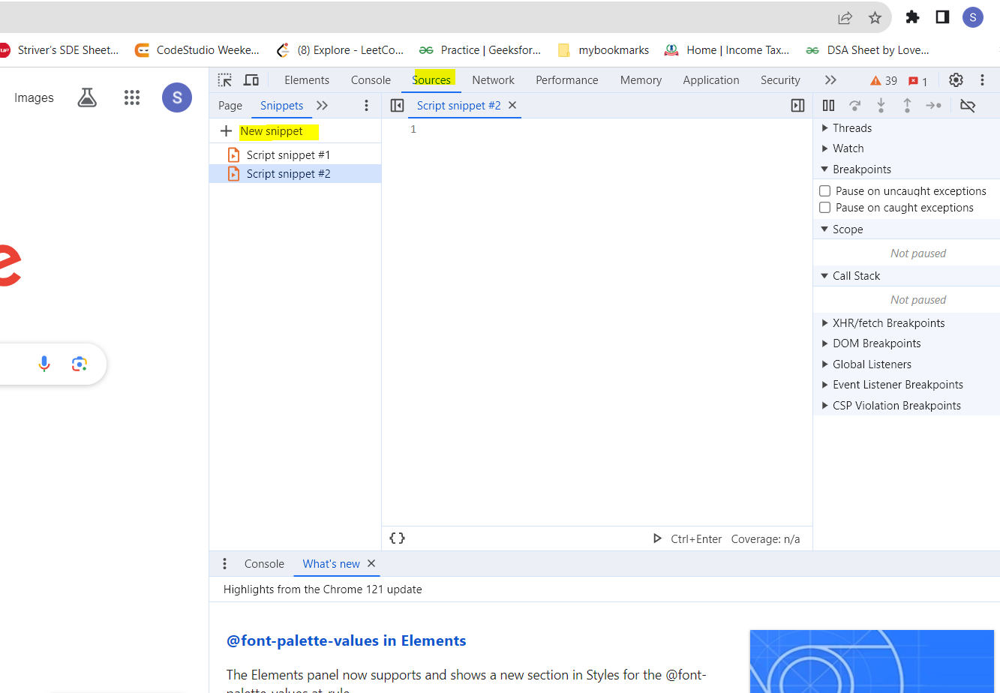 S
UP Striver's SDE Sheet... CodeStudio Weeke... (8) Explore - LeetCo... Practice | Geeksfor... mybookmarks Home | Income Tax... DSA Sheet by Love...
Images S
e
Elements Console Sources Network Performance Memory Application Security 39 1
Page Snippets
Script snippet #2
New snippet
Script snippet #1
Script snippet #2
1
{} Ctrl+Enter Coverage: n/a
Threads
Watch
Breakpoints
Pause on uncaught exceptions
Pause on caught exceptions
Scope
Not paused
Call Stack
Not paused
XHR/fetch Breakpoints
DOM Breakpoints
Global Listeners
Event Listener Breakpoints
CSP Violation Breakpoints
Console What's new
Highlights from the Chrome 121 update
@font-palette-values in Elements
The Elements panel now supports and shows a new section in Styles for the @font-
palette-values at-rule